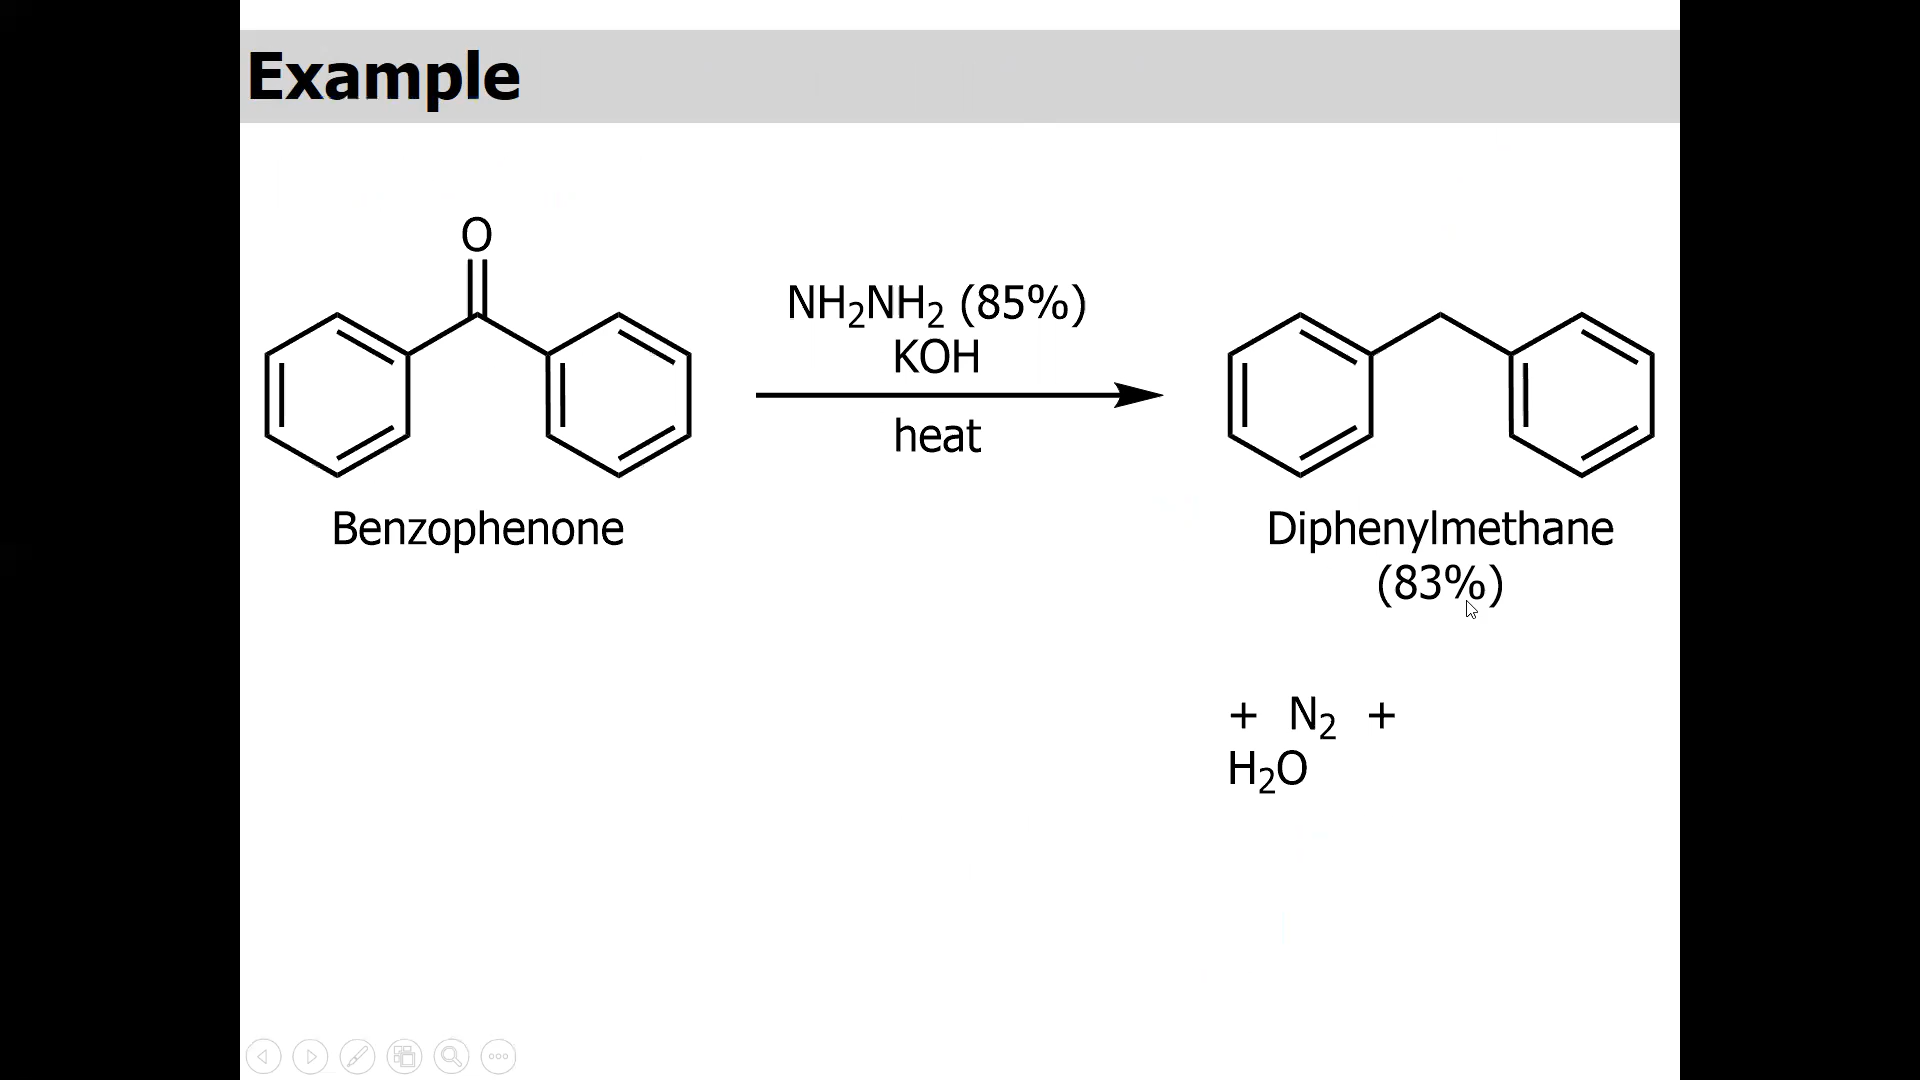 Example
O
NH₂NH₂ (85%)
KOH
heat
Benzophenone
Diphenylmethane
(83%)
+ N₂ +
H₂O